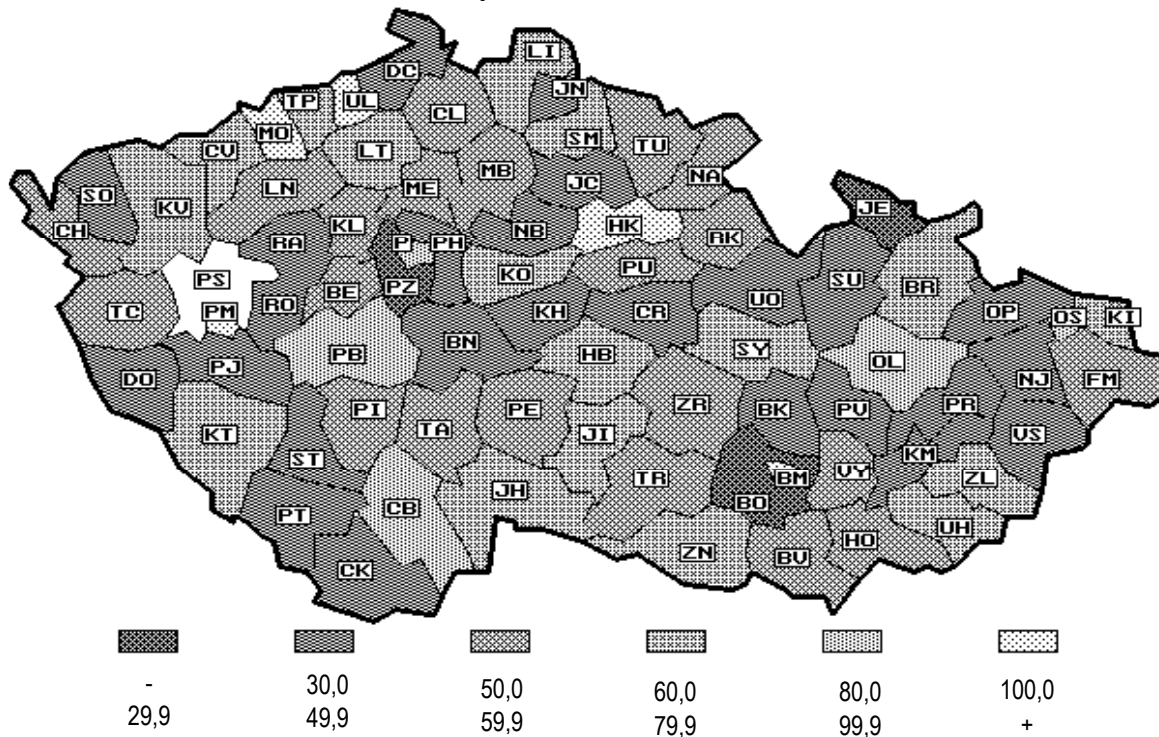 LI
DC
JN
TP
UL
CL
MO
SM
TU
CV
LT
MB
NA
SO
LN
ME
JC
KV
KL
JE
CH
RA
P
PH
NB
HK
RK
PS
KO
PU
SU
BR
PZ
BE
UO
TC
PM
RO
KH
CR
OP
OS
KI
PB
BN
HB
SY
OL
DO
PJ
NJ
FM
PI
PE
ZR
BK
PV
PR
KT
TA
JI
VS
ST
KM
TR
BM
VY
ZL
CB
JH
BO
PT
UH
HO
ZN
BV
CK
- 30,0 50,0 60,0 80,0 100,0
29,9 49,9 59,9 79,9 99,9 +